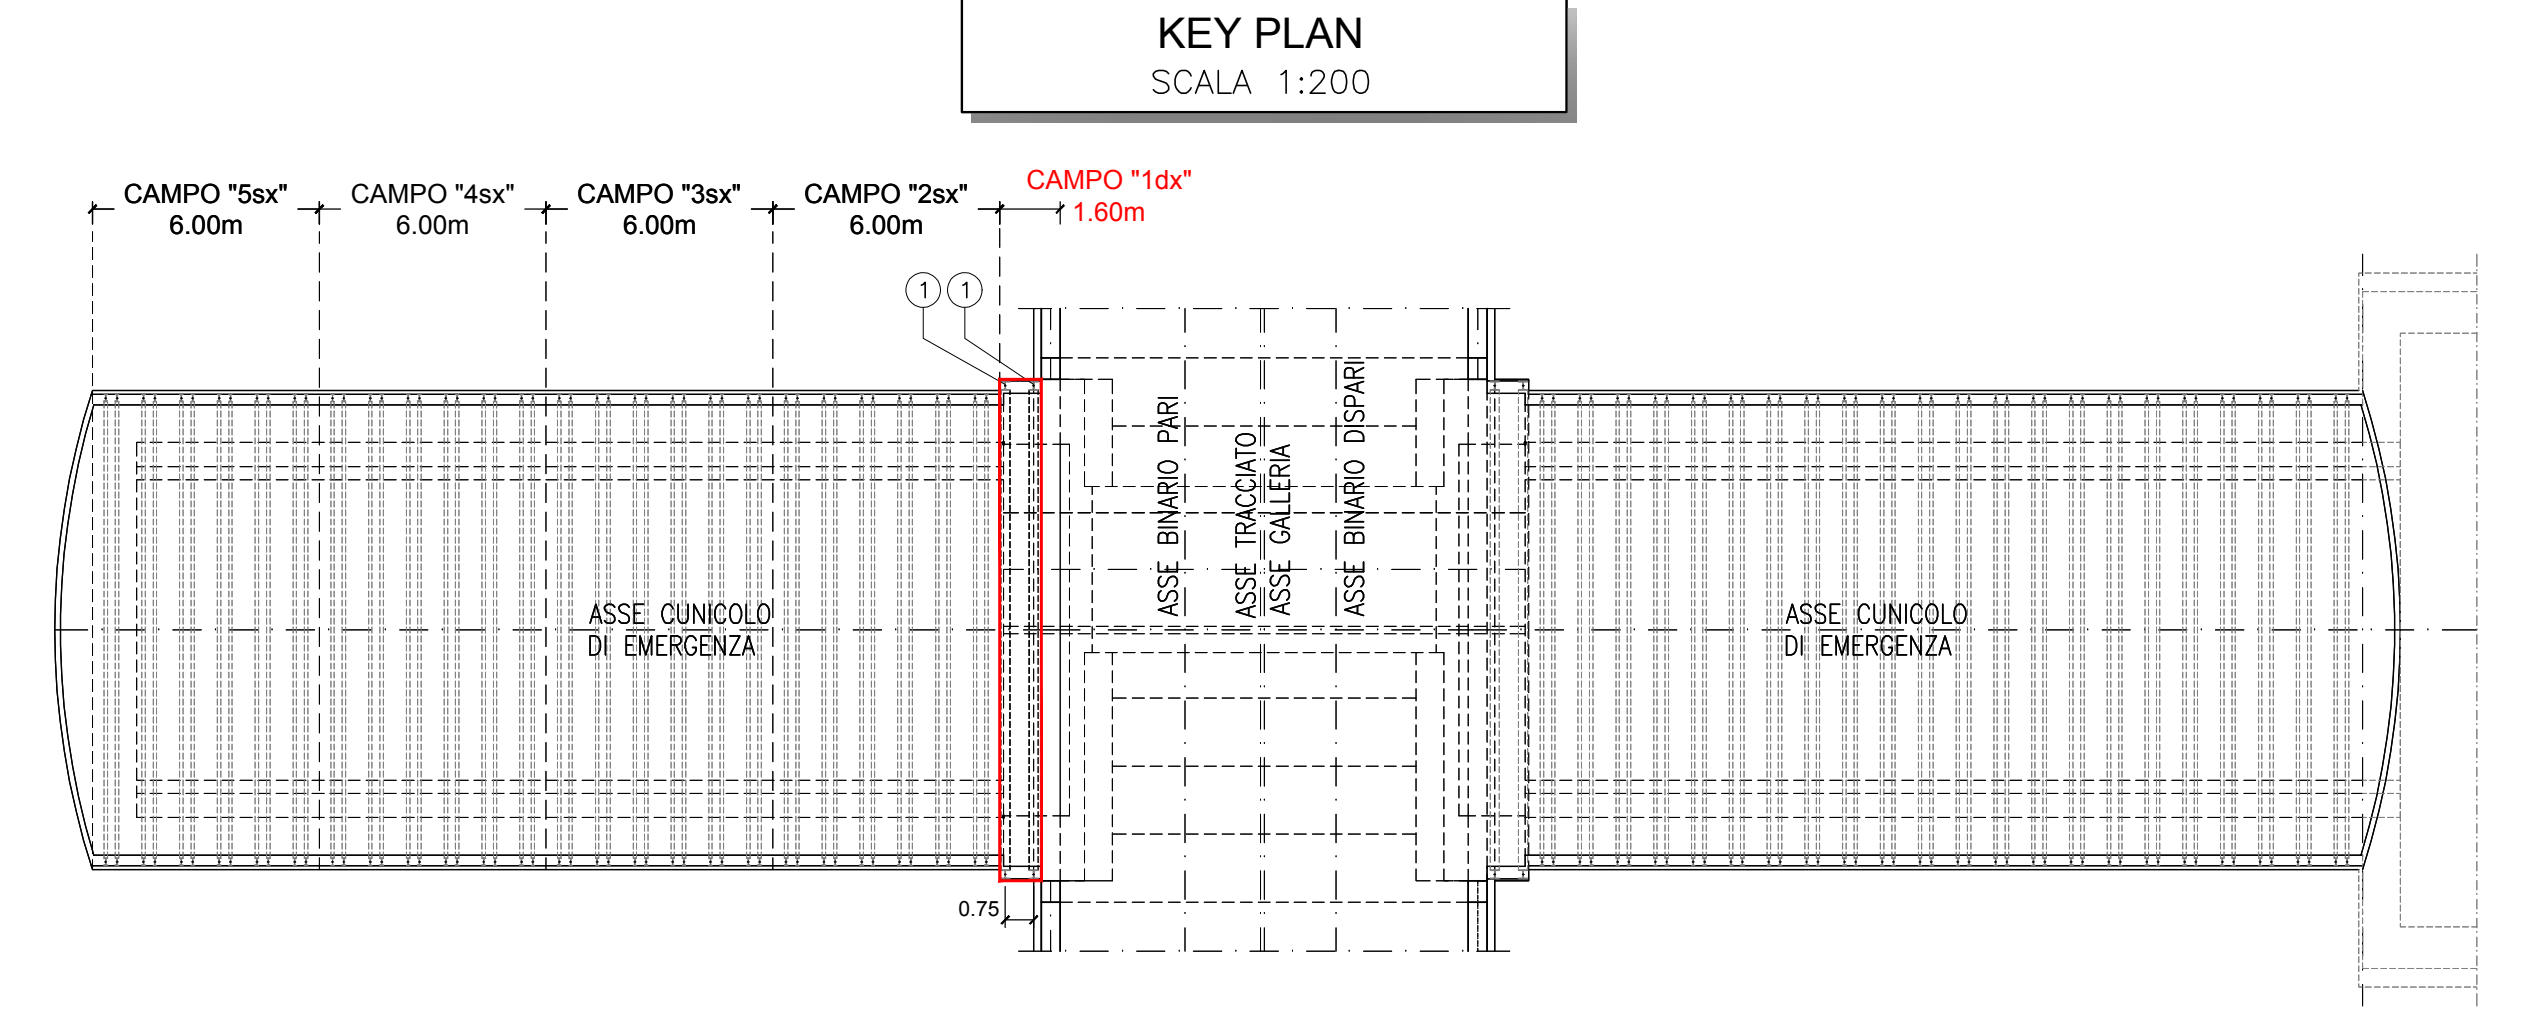 KEY PLAN
SCALA 1:200
CAMPO "5sx"
6.00m
CAMPO "4sx"
6.00m
CAMPO "3sx"
6.00m
CAMPO "2sx"
6.00m
CAMPO "1dx"
1.60m
1
1
ASSE BINARIO PARI
ASSE TRACCIATO
ASSE GALLERIA
ASSE BINARIO DISPARI
ASSE CUNICOLO
DI EMERGENZA
ASSE CUNICOLO
DI EMERGENZA
0.75